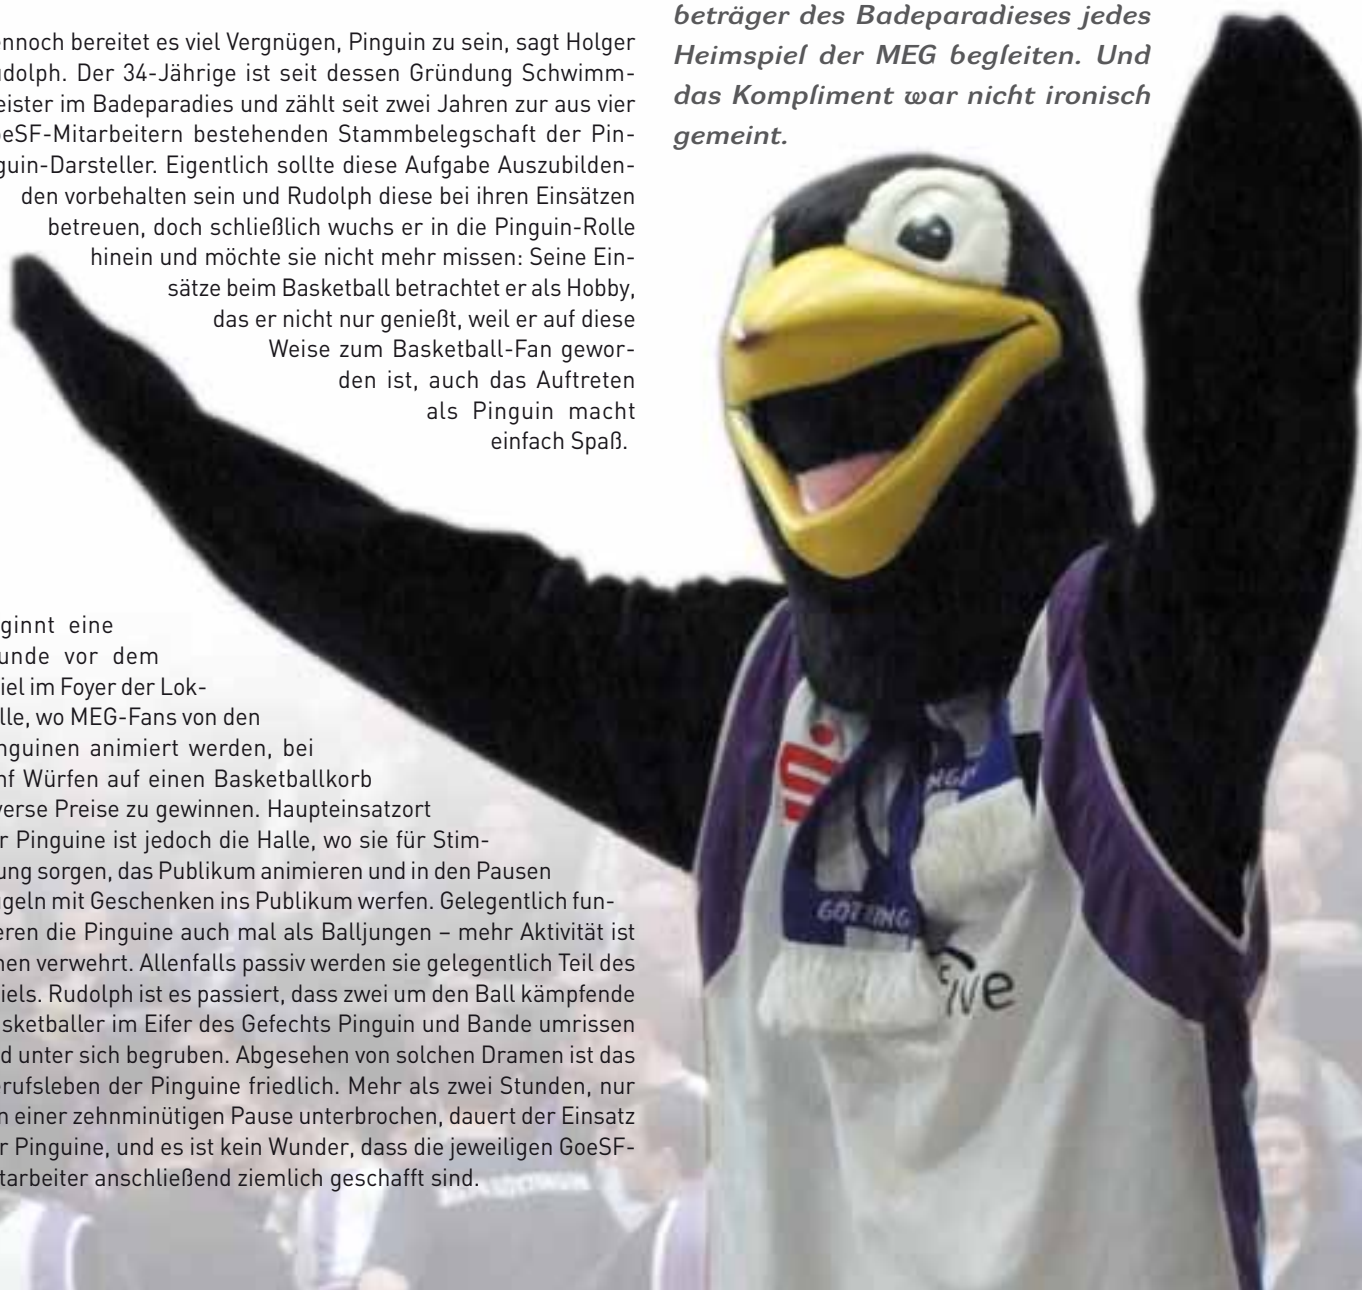 ennoch bereitet es viel Vergnügen, Pinguin zu sein, sagt Holger
udolph. Der 34-Jährige ist seit dessen Gründung Schwimm-
eister im Badeparadies und zählt seit zwei Jahren zur aus vier
oeSF-Mitarbeitern bestehenden Stammbelegschaft der Pin-
guin-Darsteller. Eigentlich sollte diese Aufgabe Auszubilden-
den vorbehalten sein und Rudolph diese bei ihren Einsätzen
betreuen, doch schließlich wuchs er in die Pinguin-Rolle
hinein und möchte sie nicht mehr missen: Seine Ein-
sätze beim Basketball betrachtet er als Hobby,
das er nicht nur genießt, weil er auf diese
Weise zum Basketball-Fan gewor-
den ist, auch das Auftreten
als Pinguin macht
einfach Spaß.
ginnt eine
unde vor dem
iel im Foyer der Lok-
lle, wo MEG-Fans von den
nguinen animiert werden, bei
nf Würfen auf einen Basketballkorb
verse Preise zu gewinnen. Haupteinsatzort
r Pinguine ist jedoch die Halle, wo sie für Stim-
ung sorgen, das Publikum animieren und in den Pausen
ugeln mit Geschenken ins Publikum werfen. Gelegentlich fun-
eren die Pinguine auch mal als Balljungen – mehr Aktivität ist
nen verwehrt. Allenfalls passiv werden sie gelegentlich Teil des
iels. Rudolph ist es passiert, dass zwei um den Ball kämpfende
asketballer im Eifer des Gefechts Pinguin und Bande umrissen
d unter sich begruben. Abgesehen von solchen Dramen ist das
erufsleben der Pinguine friedlich. Mehr als zwei Stunden, nur
n einer zehnminütigen Pause unterbrochen, dauert der Einsatz
r Pinguine, und es ist kein Wunder, dass die jeweiligen GoeSF-
itarbeiter anschließend ziemlich geschafft sind.
beträger des Badeparadieses jedes
Heimspiel der MEG begleiten. Und
das Kompliment war nicht ironisch
gemeint.
GÖTTING
Five